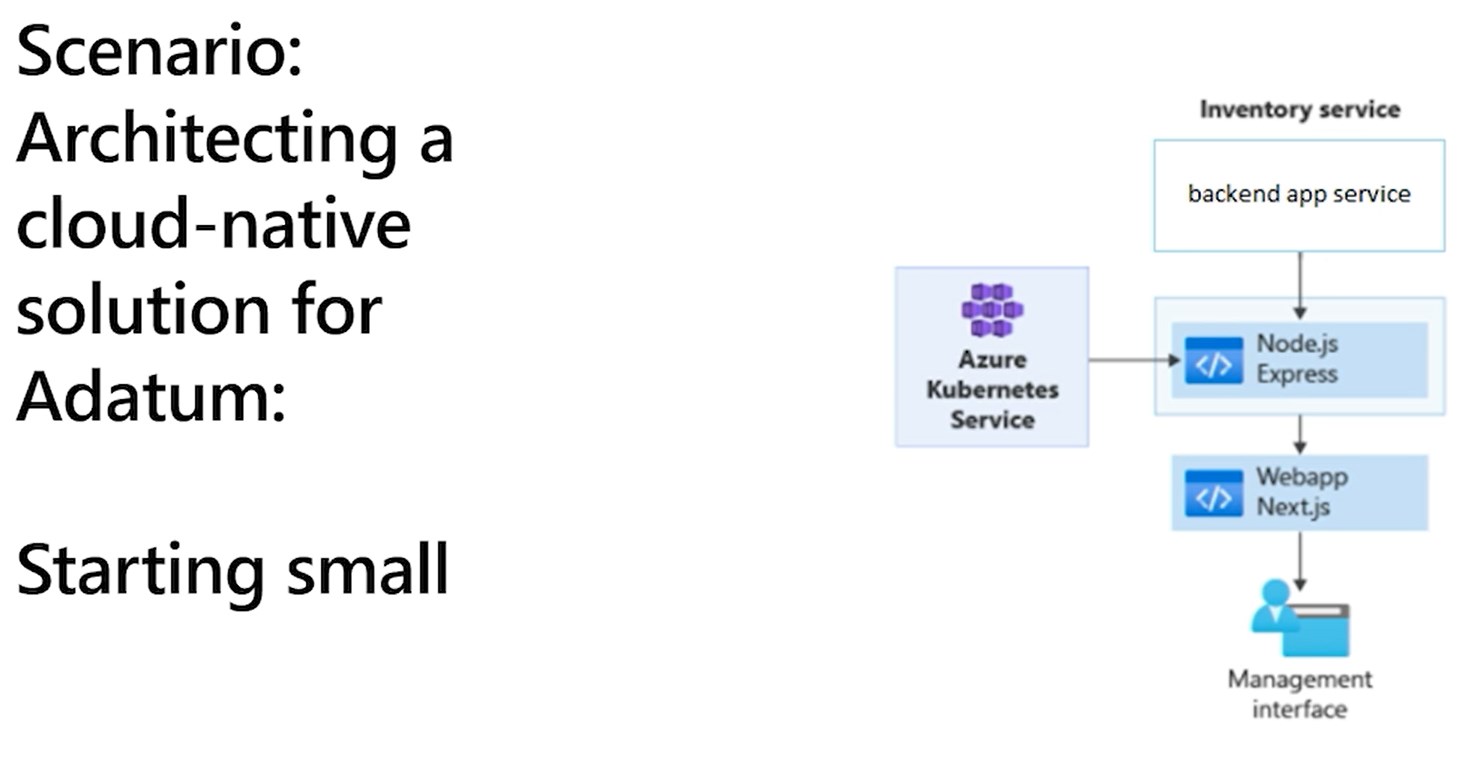 Scenario:
Architecting a
cloud-native
solution for
Adatum:
Starting small
Inventory service
backend app service
Azure
Kubernetes
Service
Node.js
Express
Webapp
Next.js
Management
interface